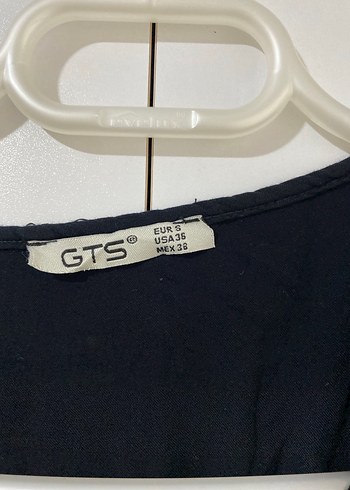 GTS®
EUR S
USA 36
MEX 38